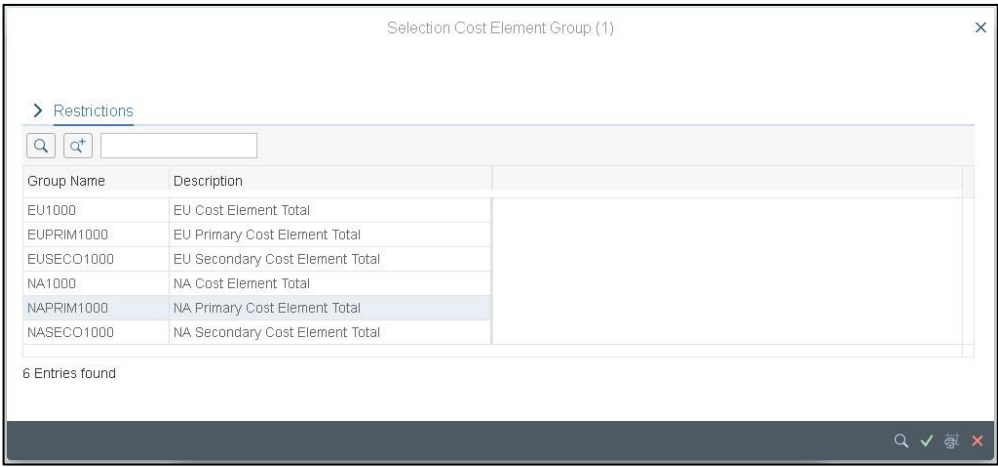 Selection Cost Element Group (1)
Restrictions
Group Name Description
EU1000 EU Cost Element Total
EUPRIM1000 EU Primary Cost Element Total
EUSECO1000 EU Secondary Cost Element Total
NA1000 NA Cost Element Total
NAPRIM1000 NA Primary Cost Element Total
NASECO1000 NA Secondary Cost Element Total
6 Entries found